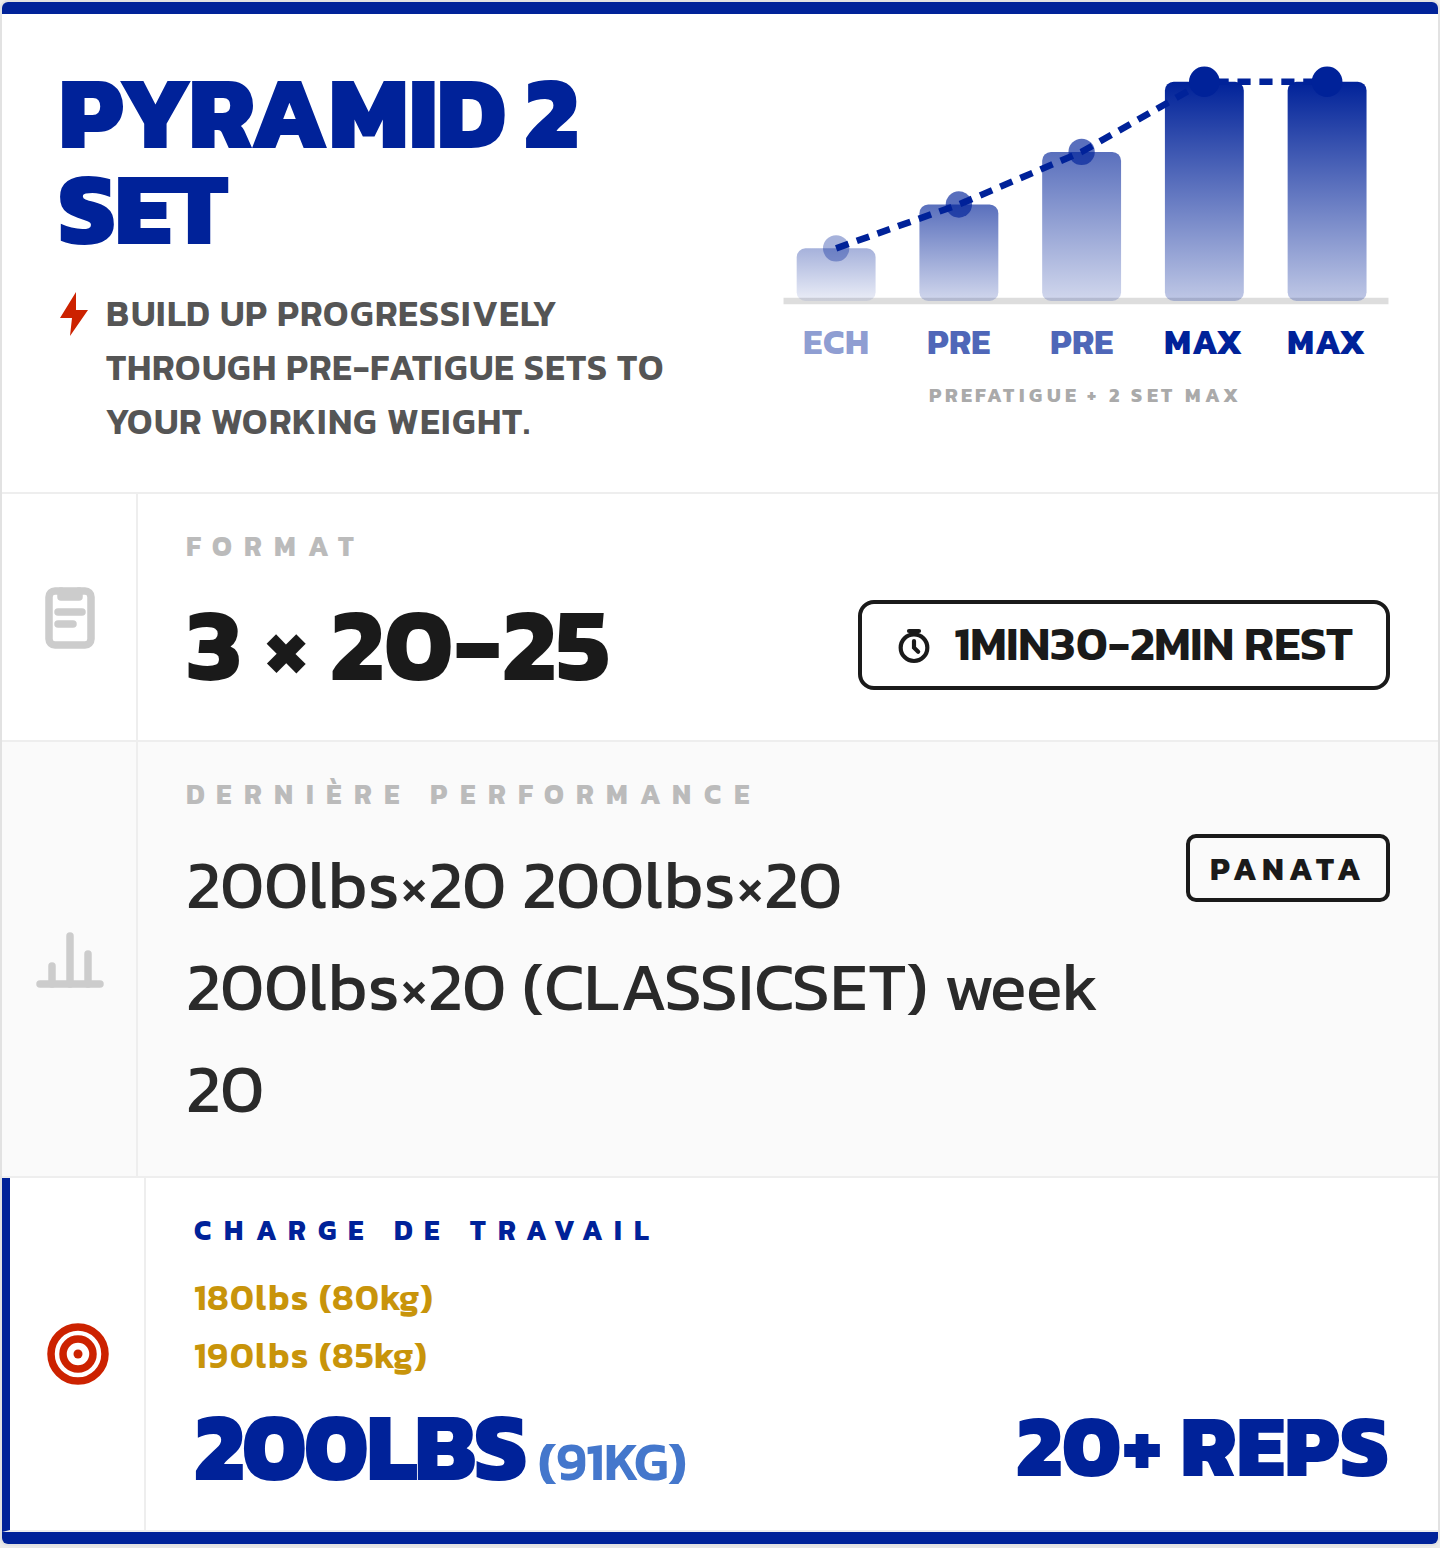 PYRAMID 2
SET
BUILD UP PROGRESSIVELY
THROUGH PRE-FATIGUE SETS TO
YOUR WORKING WEIGHT.
ECH PRE PRE MAX MAX
PREFATIGUE + 2 SET MAX
FORMAT
3 × 20-25
1MIN30-2MIN REST
DERNIÈRE PERFORMANCE
200lbs×20 200lbs×20
PANATA
200lbs×20 (CLASSICSET) week
20
CHARGE DE TRAVAIL
180lbs (80kg)
190lbs (85kg)
200LBS (91KG)
20+ REPS